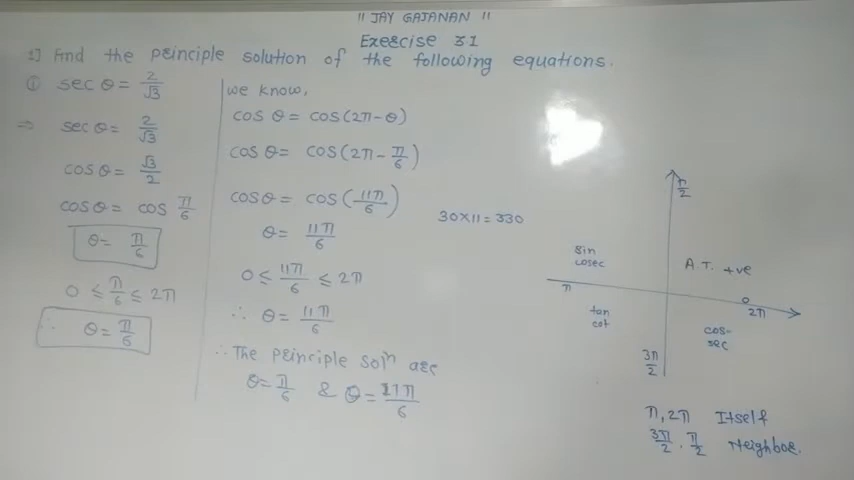 || JAY GAJANAN ||
Exercise 3.1
1] Find the principle solution of the following equations.
① sec θ = 2/√3
⇒ sec θ = 2/√3
cos θ = √3/2
cos θ = cos π/6
θ = π/6
0 ≤ π/6 ≤ 2π
∴ θ = π/6
we know,
cos θ = cos(2π-θ)
cos θ = cos(2π - π/6)
cos θ = cos(11π/6)
θ = 11π/6
0 ≤ 11π/6 ≤ 2π
∴ θ = 11π/6
∴ The principle solⁿ are
θ = π/6 & θ = 11π/6
30×11 = 330
π/2
sin
cosec
A.T. +ve
π
0
2π
tan
cot
cos-
sec
3π/2
π, 2π Itself
3π/2 . π/2 Neighbor.